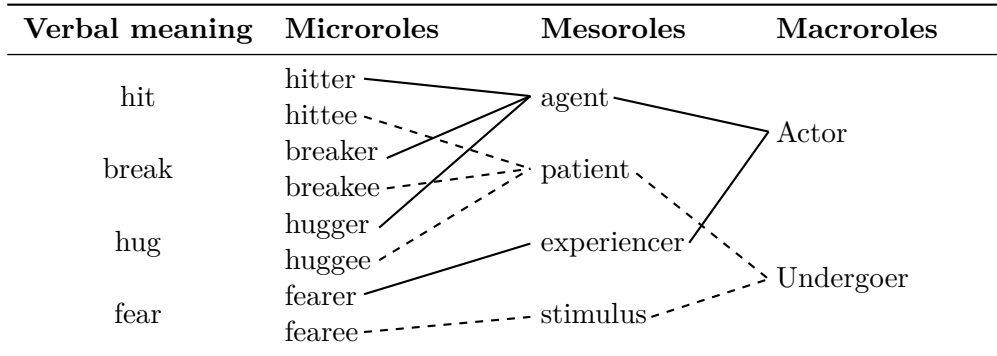 Verbal meaning Microroles Mesoroles Macroroles
hitter
hit agent
hittee Actor
breaker
break patient
breakee
hugger
hug experiencer
huggee Undergoer
fearer
fear stimulus
fearee